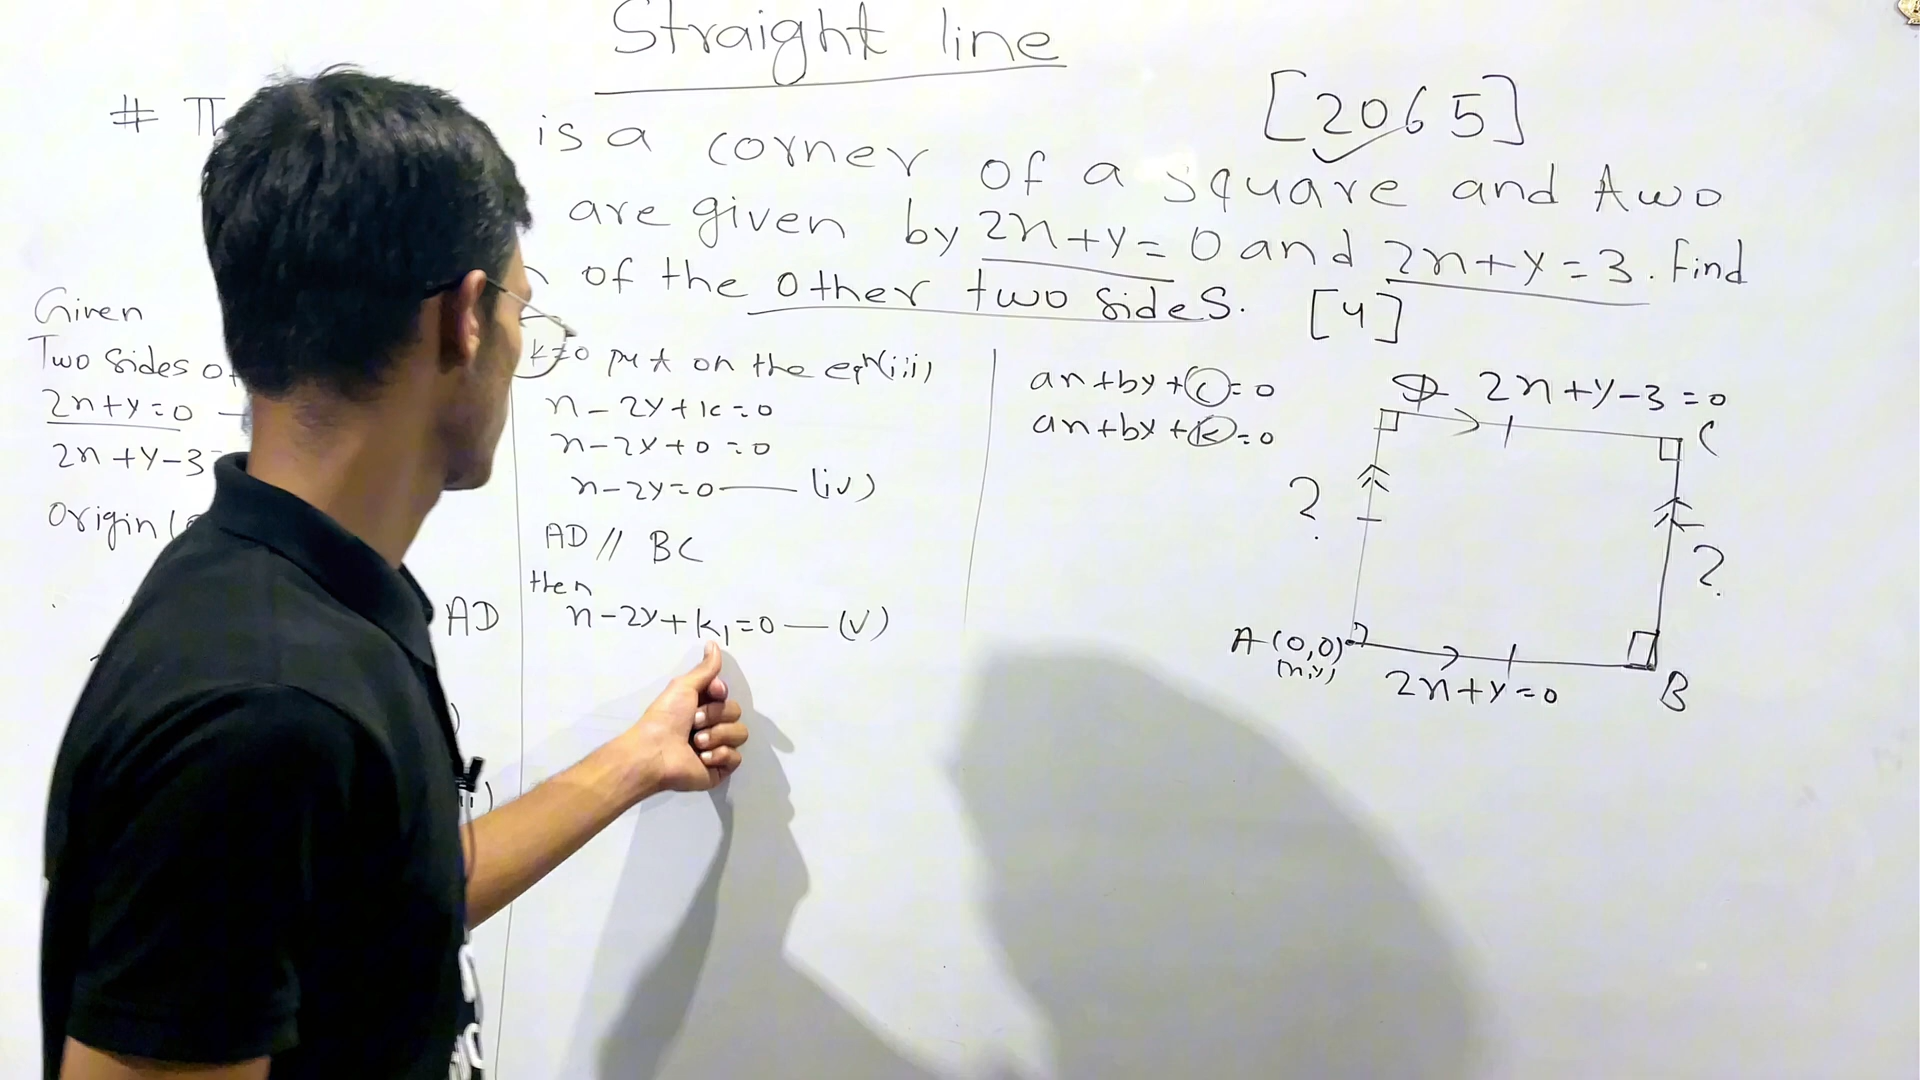 Straight line
[2065]
# Th is a corner of a square and two
are given by 2x+y=0 and 2x+y=3. Find
of the other two sides. [4]
Given
Two sides of
2x+y=0
2x+y-3
Origin (
AD
k=0 put on the eqn(iii)
x-2y+k=0
x-2y+0=0
x-2y=0 — (iv)
AD // BC
then
x-2y+k₁=0 — (v)
ax+by+c=0
ax+by+k=0
D 2x+y-3=0
C
?
?
A(0,0)
(x,y)
2x+y=0
B